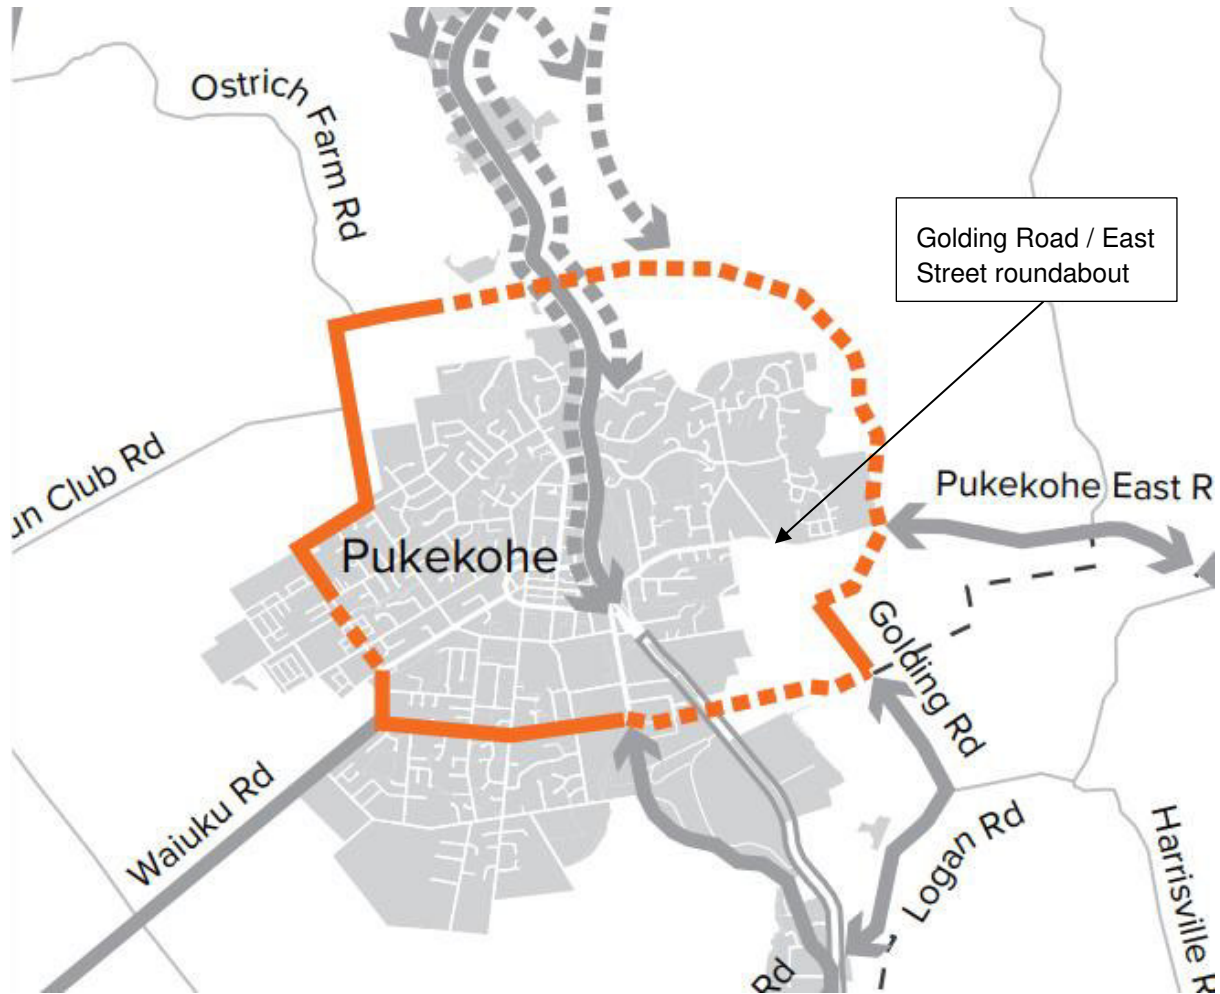 Ostrich Farm Rd
Golding Road / East
Street roundabout
un Club Rd
Pukekohe East R
Pukekohe
Golding Rd
Waiuku Rd
Logan Rd
Harrisville R
Rd